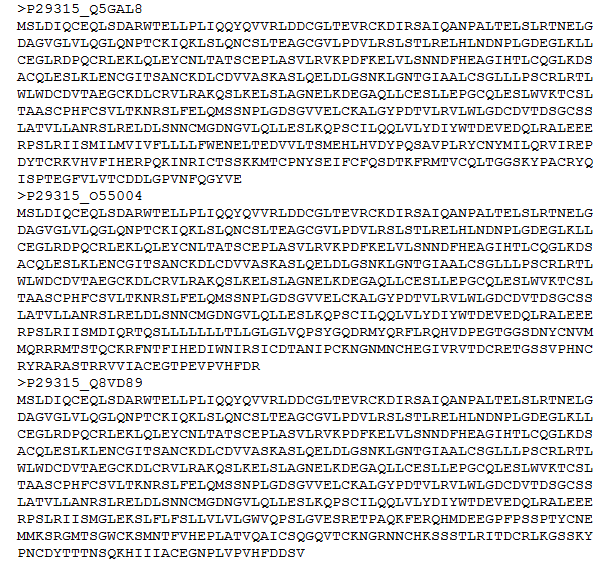 >P29315_Q5GAL8
MSLDIQCEQLSDARWTELLPLIQQYQVVRLDDCGLTEVRCKDIRSAIQANPALTELSLRTNELG
DAGVGLVLQGLQNPTCKIQKLSLQNCSLTEAGCGVLPDVLRSLSTLRELHLNDNPLGDEGLKLL
CEGLRDPQCRLEKLQLEYCNLTATSCEPLASVLRVKPDFKELVLSNNDFHEAGIHTLCQGLKDS
ACQLESLKLENCGITSANCKDLCDVVASKASLQELDLGSNKLGNTGIAALCSGLLLPSCRLRTL
WLWDCDVTAEGCKDLCRVLRAKQSLKELSLAGNELKDEGAQLLCESLLEPGCQLESLWVKTCSL
TAASCPHFCSVLTKNRSLFELQMSSNPLGDSGVVELCKALGYPDTVLRVLWLGDCDVTDSGCSS
LATVLLANRSLRELDLSNNCMGDNGVLQLLESLKQPSCILQQLVLYDIYWTDEVEDQLRALEEE
RPSLRIISMILMVIVFLLLLFWENELTEDVVLTSMEHLHVDYPQSAVPLRYCNYMILQRVIREP
DYTCRKVHVFIHERPQKINRICTSSKKMTCPNYSEIFCFQSDTKFRMTVCQLTGGSKYPACRYQ
ISPTEGFVLVTCDDLGPVNFQGYVE
>P29315_O55004
MSLDIQCEQLSDARWTELLPLIQQYQVVRLDDCGLTEVRCKDIRSAIQANPALTELSLRTNELG
DAGVGLVLQGLQNPTCKIQKLSLQNCSLTEAGCGVLPDVLRSLSTLRELHLNDNPLGDEGLKLL
CEGLRDPQCRLEKLQLEYCNLTATSCEPLASVLRVKPDFKELVLSNNDFHEAGIHTLCQGLKDS
ACQLESLKLENCGITSANCKDLCDVVASKASLQELDLGSNKLGNTGIAALCSGLLLPSCRLRTL
WLWDCDVTAEGCKDLCRVLRAKQSLKELSLAGNELKDEGAQLLCESLLEPGCQLESLWVKTCSL
TAASCPHFCSVLTKNRSLFELQMSSNPLGDSGVVELCKALGYPDTVLRVLWLGDCDVTDSGCSS
LATVLLANRSLRELDLSNNCMGDNGVLQLLESLKQPSCILQQLVLYDIYWTDEVEDQLRALEEE
RPSLRIISMDIQRTQSLLLLLLLTLLGLGLVQPSYGQDRMYQRFLRQHVDPEGTGGSDNYCNVM
MQRRRMTSTQCKRFNTFIHEDIWNIRSICDTANIPCKNGNMNCHEGIVRVTDCRETGSSVPHNC
RYRARASTRRVVIACEGTPEVPVHFDR
>P29315_Q8VD89
MSLDIQCEQLSDARWTELLPLIQQYQVVRLDDCGLTEVRCKDIRSAIQANPALTELSLRTNELG
DAGVGLVLQGLQNPTCKIQKLSLQNCSLTEAGCGVLPDVLRSLSTLRELHLNDNPLGDEGLKLL
CEGLRDPQCRLEKLQLEYCNLTATSCEPLASVLRVKPDFKELVLSNNDFHEAGIHTLCQGLKDS
ACQLESLKLENCGITSANCKDLCDVVASKASLQELDLGSNKLGNTGIAALCSGLLLPSCRLRTL
WLWDCDVTAEGCKDLCRVLRAKQSLKELSLAGNELKDEGAQLLCESLLEPGCQLESLWVKTCSL
TAASCPHFCSVLTKNRSLFELQMSSNPLGDSGVVELCKALGYPDTVLRVLWLGDCDVTDSGCSS
LATVLLANRSLRELDLSNNCMGDNGVLQLLESLKQPSCILQQLVLYDIYWTDEVEDQLRALEEE
RPSLRIISMGLEKSLFLFSLLVLVLGWVQPSLGVESRETPAQKFERQHMDEEGPFPSSPTYCNE
MMKSRGMTSGWCKSMNTFVHEPLATVQAICSQGQVTCKNGRNNCHKSSSTLRITDCRLKGSSKY
PNCDYTTTNSQKHIIIACEGNPLVPVHFDDSV